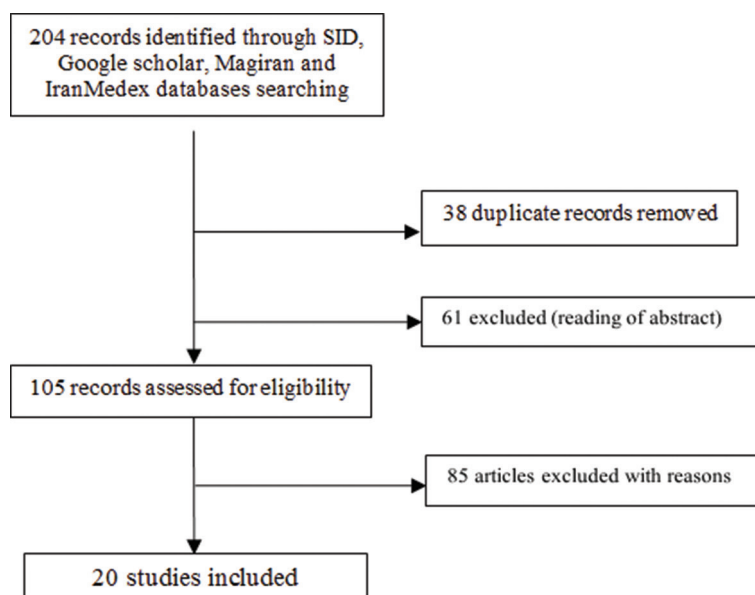 204 records identified through SID,
Google scholar, Magiran and
IranMedex databases searching
38 duplicate records removed
61 excluded (reading of abstract)
105 records assessed for eligibility
85 articles excluded with reasons
20 studies included